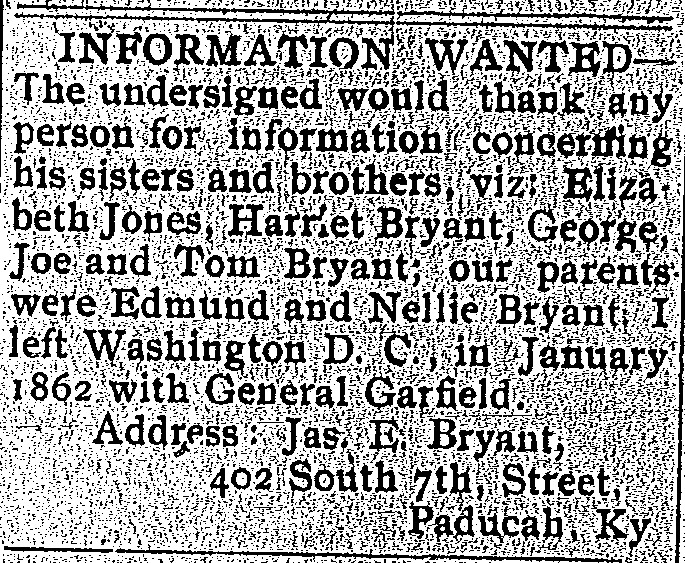 INFORMATION WANTED—
The undersigned would thank any
person for information concerning
his sisters and brothers, viz: Eliza-
beth Jones, Harriet Bryant, George,
Joe and Tom Bryant; our parents
were Edmund and Nellie Bryant. I
left Washington D. C., in January
1862 with General Garfield.
Address: Jas. E. Bryant,
402 South 7th, Street,
Paducah, Ky